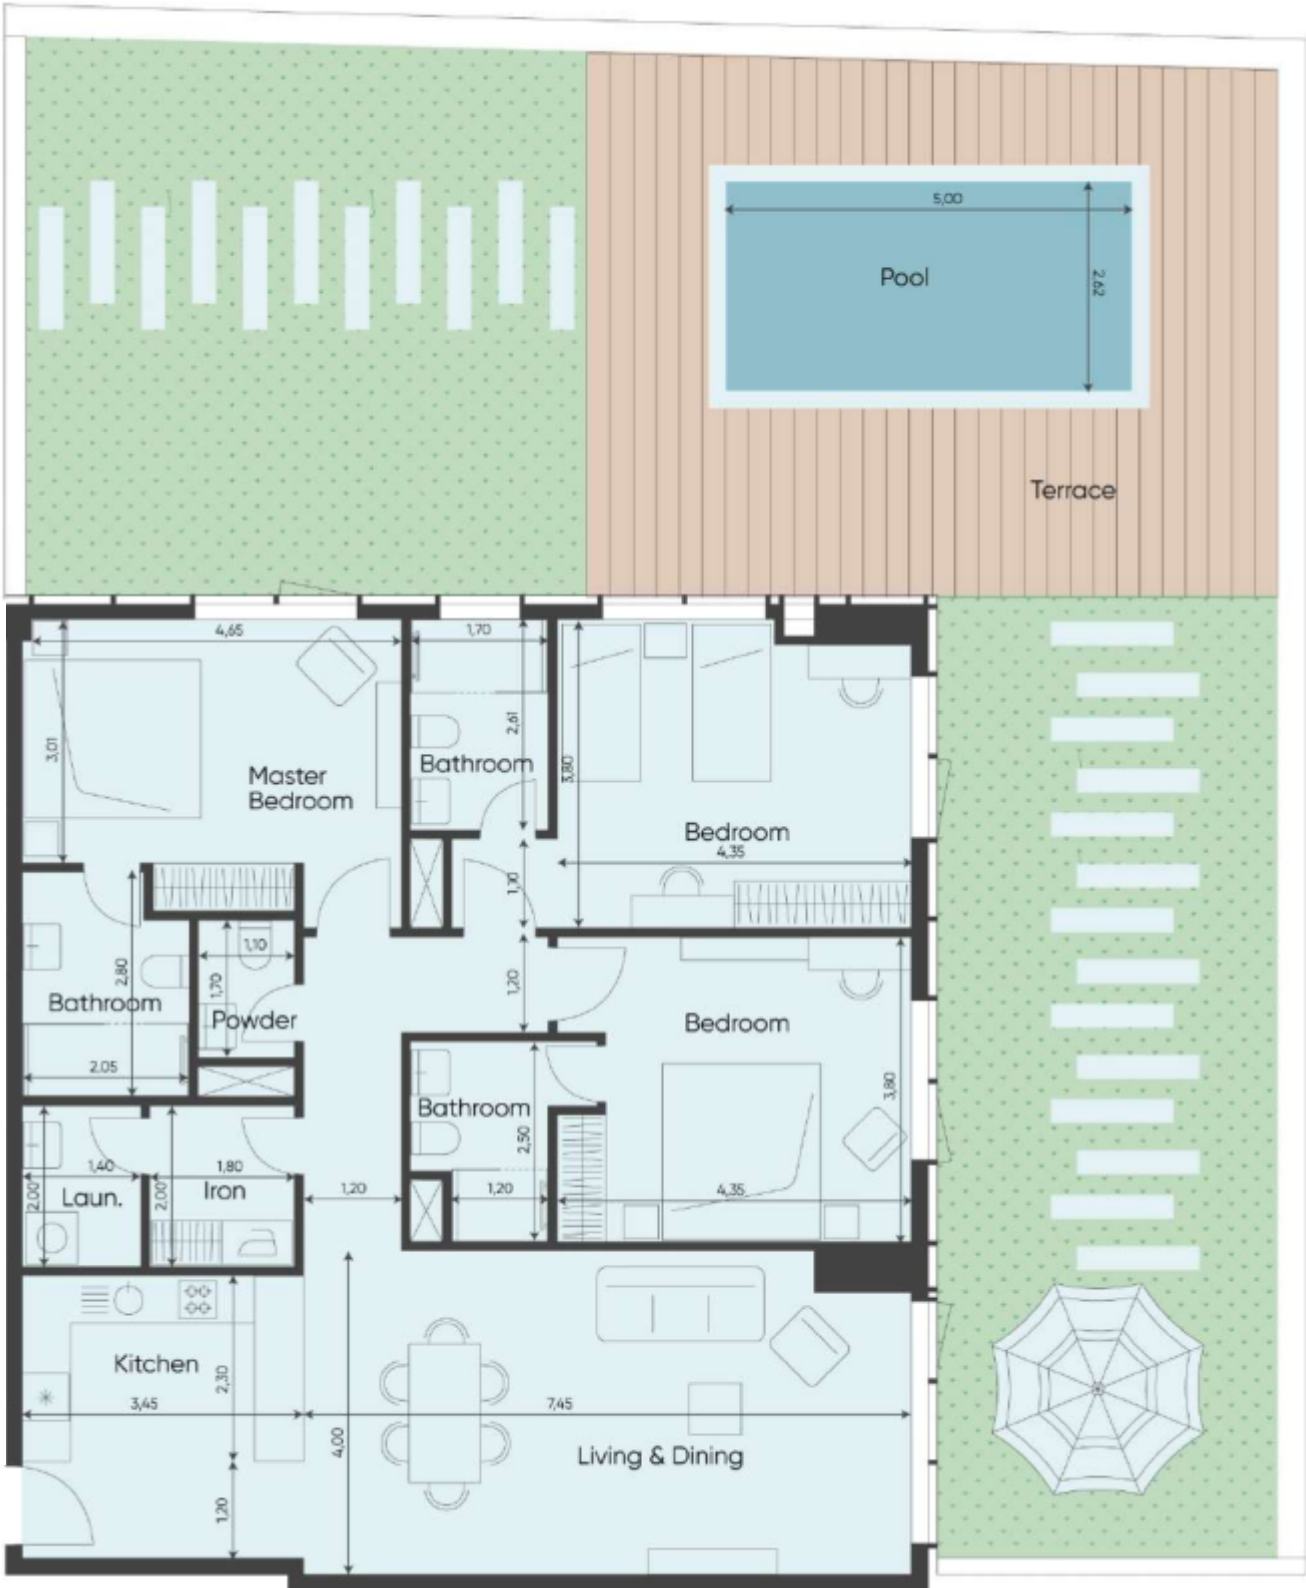 5,00
Pool
2,62
Terrace
4,65
1,70
3,01
2,61
Master
Bedroom
Bathroom
3,80
Bedroom
4,35
1,10
1,10
2,80
1,70
1,20
Bathroom
Powder
Bedroom
2,05
3,80
Bathroom
2,50
1,40
1,80
2,00
Laun.
2,00
Iron
1,20
1,20
4,35
Kitchen
2,30
3,45
7,45
4,00
Living & Dining
1,20